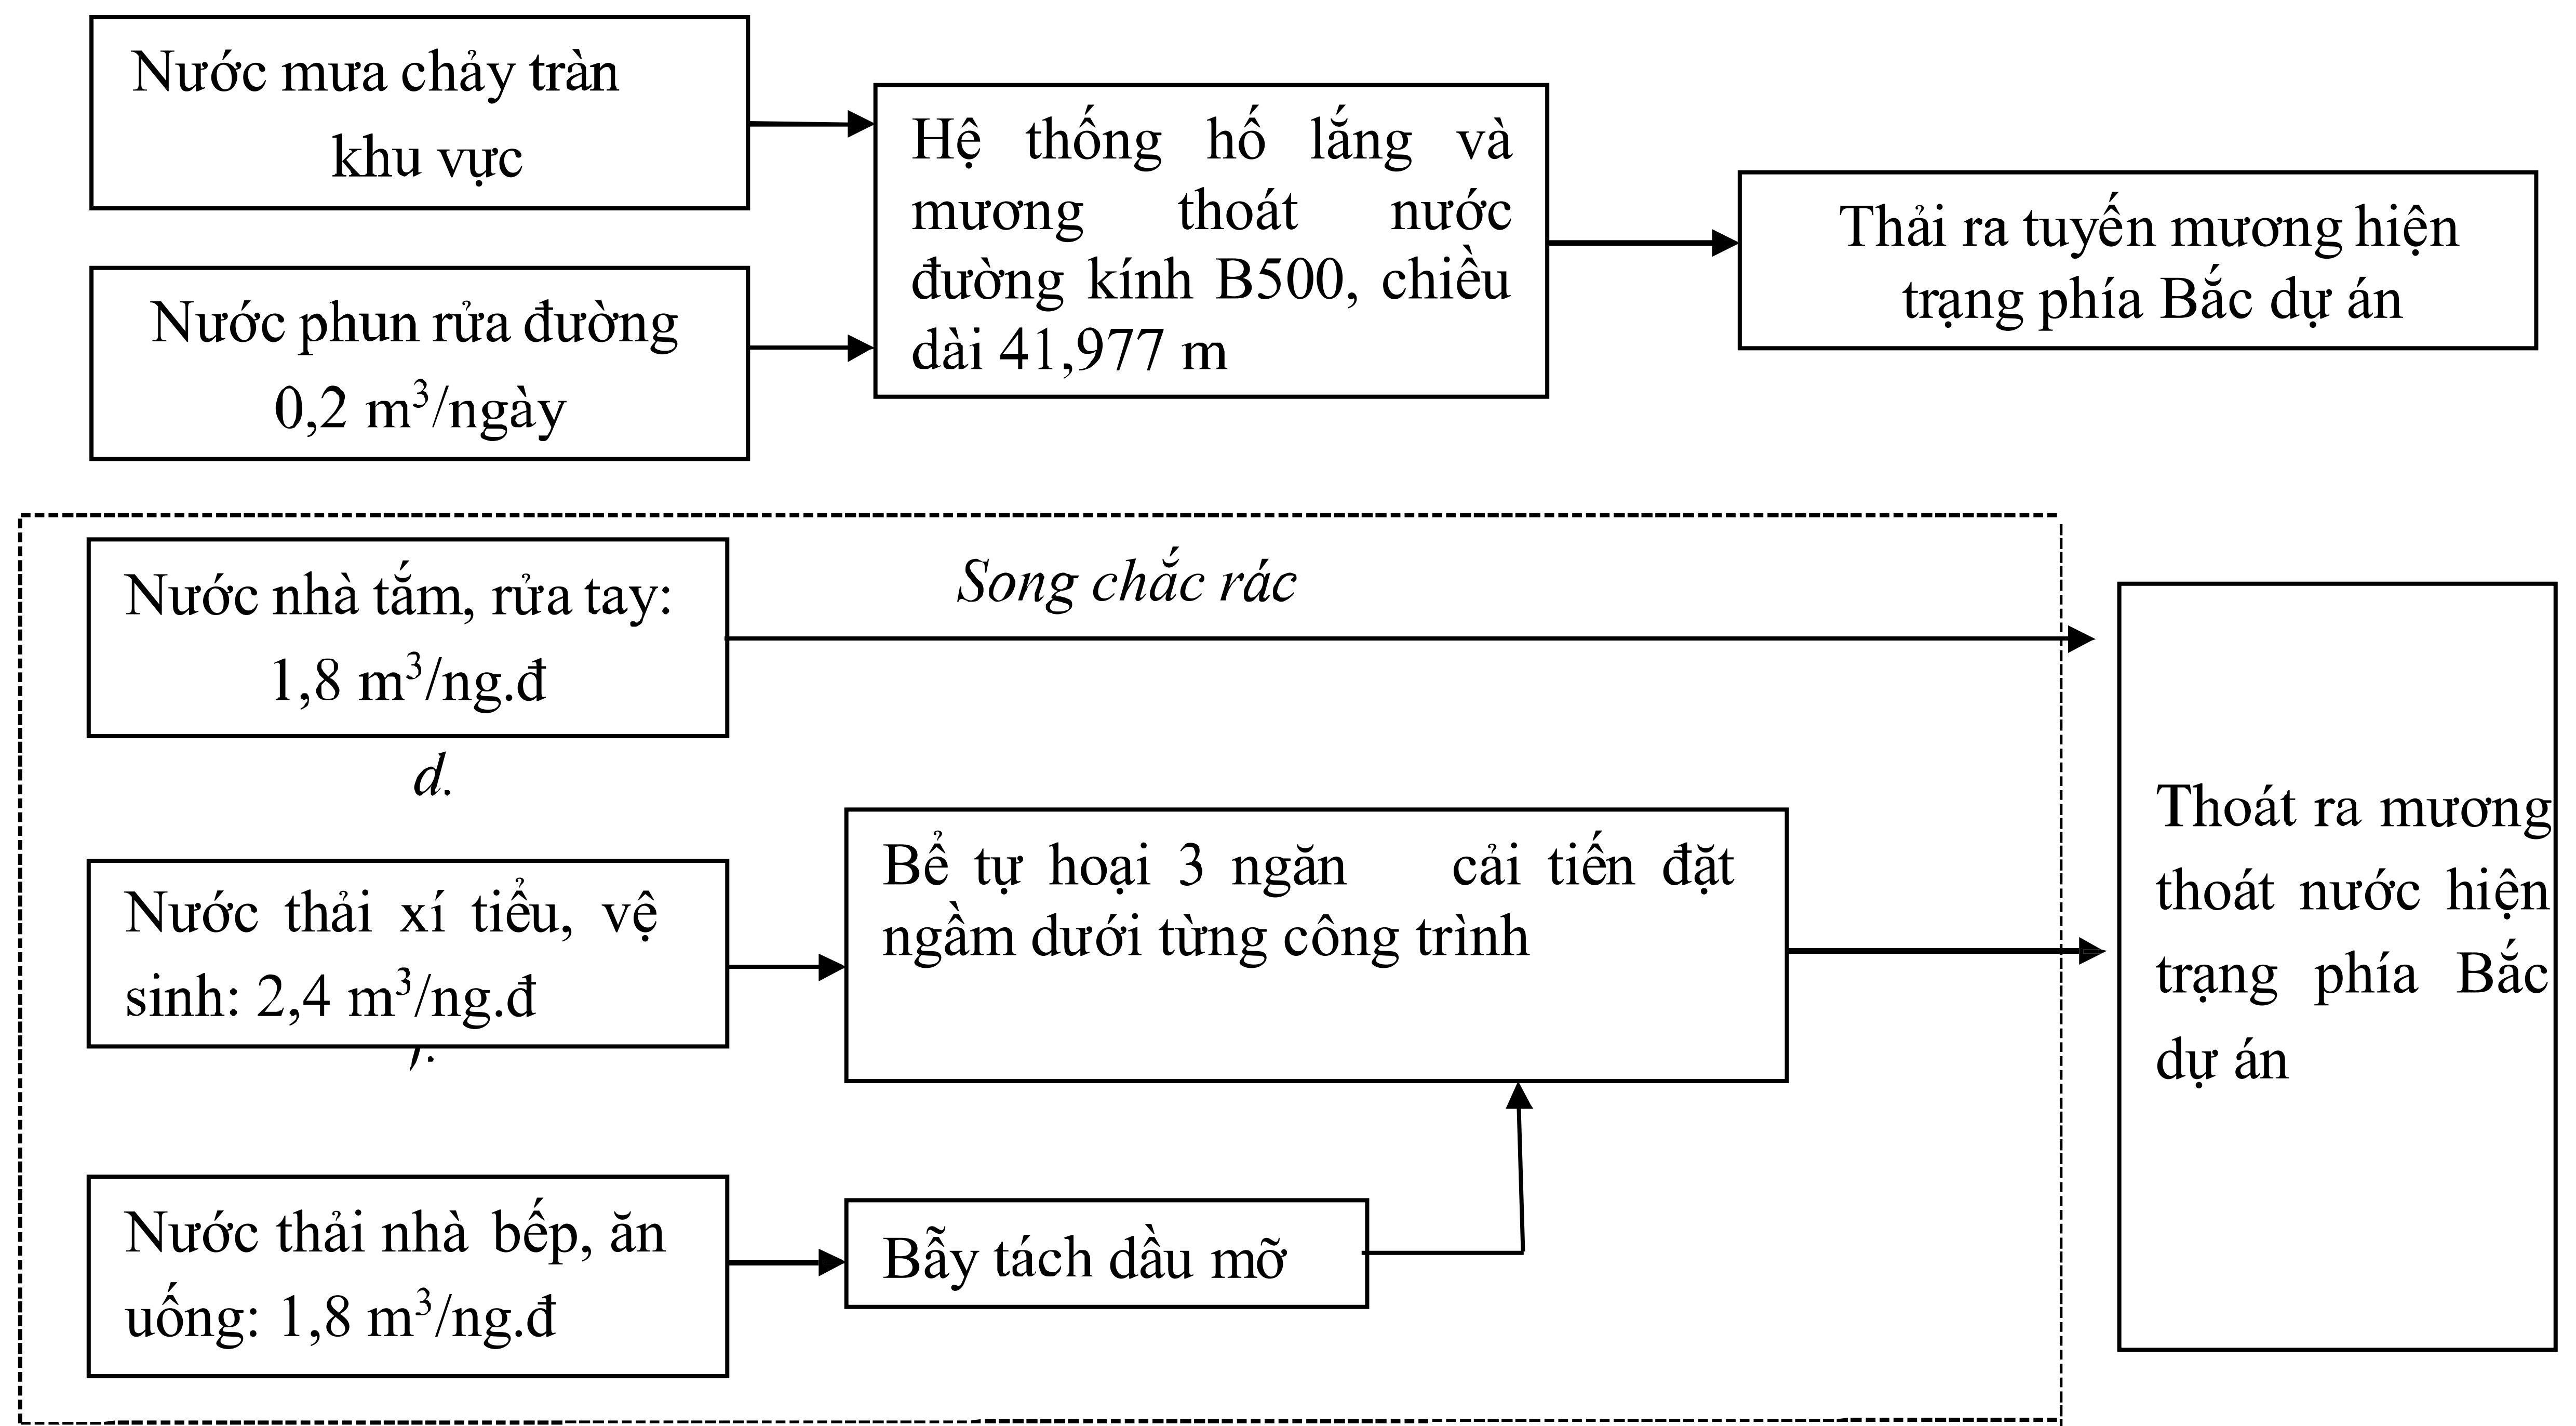 Nước mưa chảy tràn
khu vực
Nước phun rửa đường
0,2 m³/ngày
Hệ thống hố lắng và
mương thoát nước
đường kính B500, chiều
dài 41,977 m
Thải ra tuyến mương hiện
trạng phía Bắc dự án
Nước nhà tắm, rửa tay:
1,8 m³/ng.đ
Song chắc rác
d.
Nước thải xí tiểu, vệ
sinh: 2,4 m³/ng.đ
Bể tự hoại 3 ngăn cải tiến đặt
ngầm dưới từng công trình
Nước thải nhà bếp, ăn
uống: 1,8 m³/ng.đ
Bẫy tách dầu mỡ
Thoát ra mương
thoát nước hiện
trạng phía Bắc
dự án